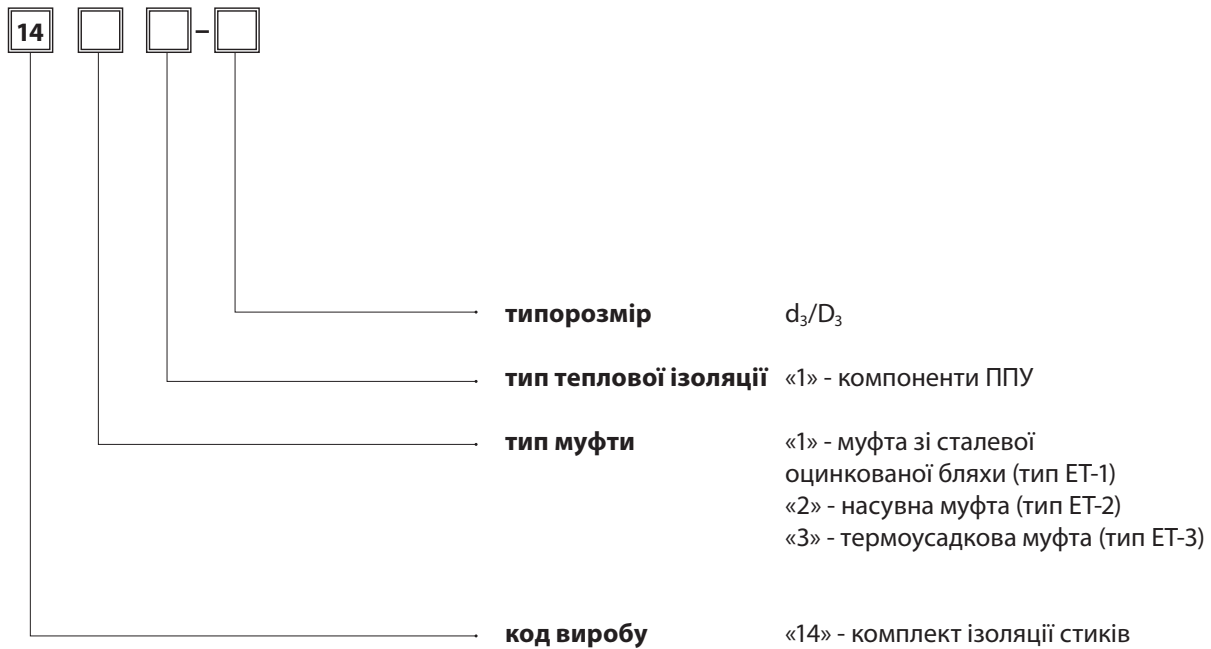 14 –
типорозмір d₃/D₃
тип теплової ізоляції «1» - компоненти ППУ
тип муфти «1» - муфта зі сталевої
оцинкованої бляхи (тип ЕТ-1)
«2» - насувна муфта (тип ЕТ-2)
«3» - термоусадкова муфта (тип ЕТ-3)
код виробу «14» - комплект ізоляції стиків